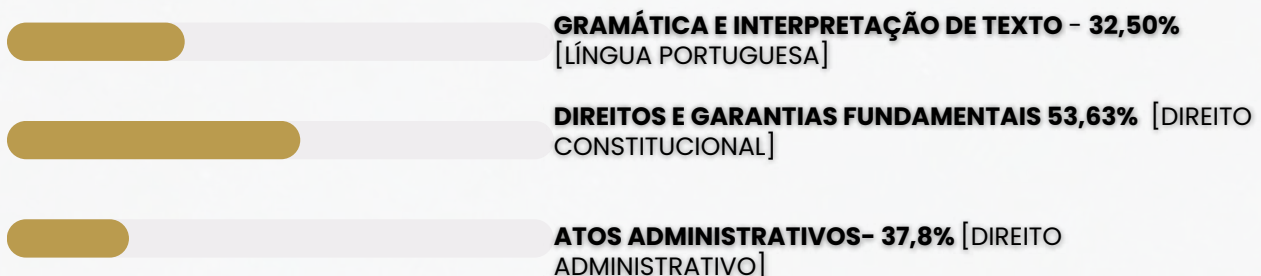 GRAMÁTICA E INTERPRETAÇÃO DE TEXTO - 32,50%
[LÍNGUA PORTUGUESA]
DIREITOS E GARANTIAS FUNDAMENTAIS 53,63% [DIREITO
CONSTITUCIONAL]
ATOS ADMINISTRATIVOS- 37,8% [DIREITO
ADMINISTRATIVO]